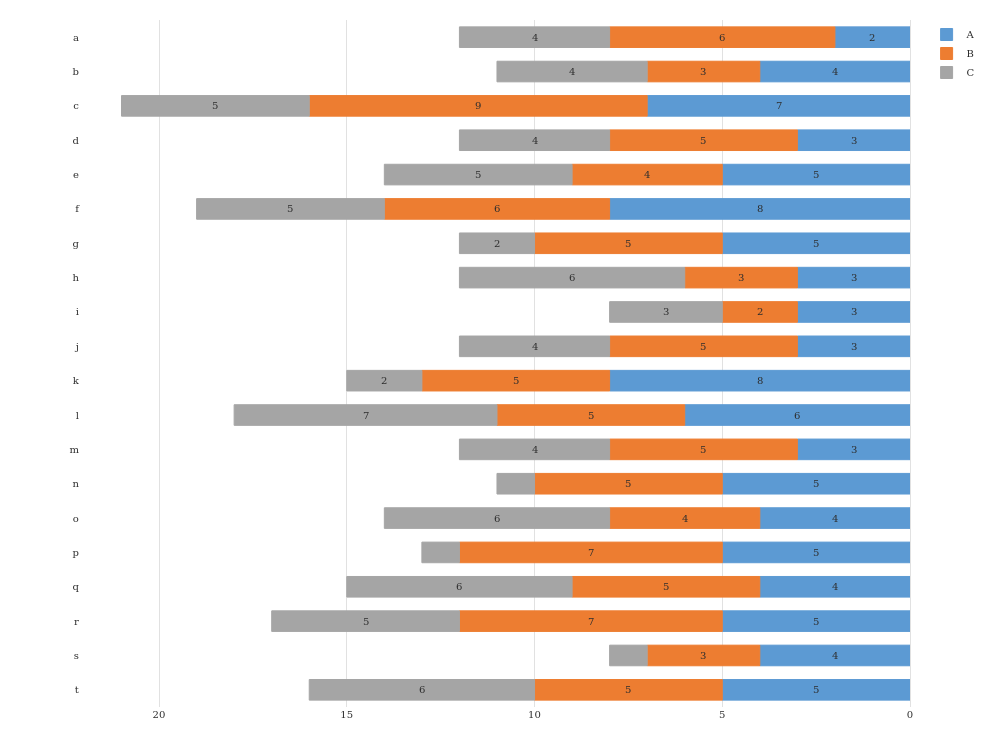 a 4 6 2
A
b 4 3 4
B
C
c 5 9 7
d 4 5 3
e 5 4 5
f 5 6 8
g 2 5 5
h 6 3 3
i 3 2 3
j 4 5 3
k 2 5 8
l 7 5 6
m 4 5 3
n 5 5
o 6 4 4
p 7 5
q 6 5 4
r 5 7 5
s 3 4
t 6 5 5
20 15 10 5 0